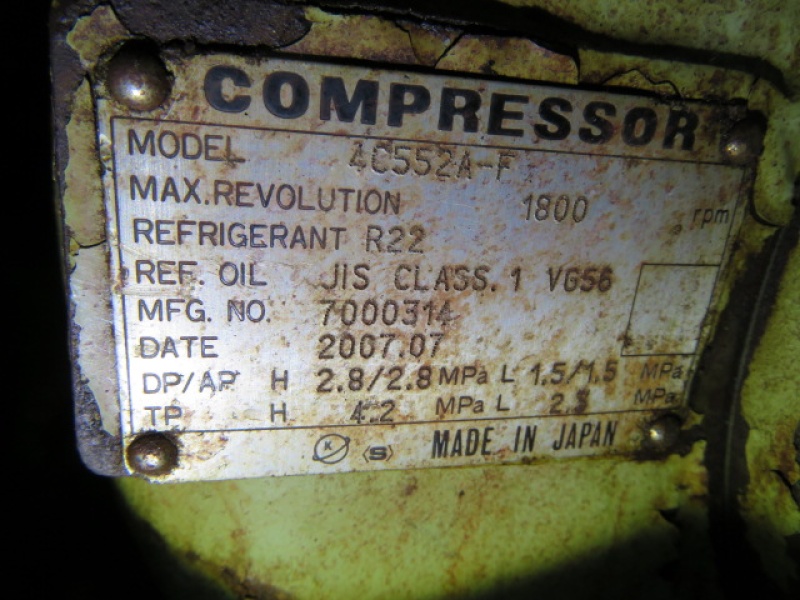 COMPRESSOR
MODEL 4C552A-F
MAX.REVOLUTION 1800 rpm
REFRIGERANT R22
REF. OIL JIS CLASS.1 VG56
MFG. NO. 7000314
DATE 2007.07
DP/AP H 2.8/2.8 MPa L 1.5/1.5 MPa
TP H 4.2 MPa L MPa
K S MADE IN JAPAN